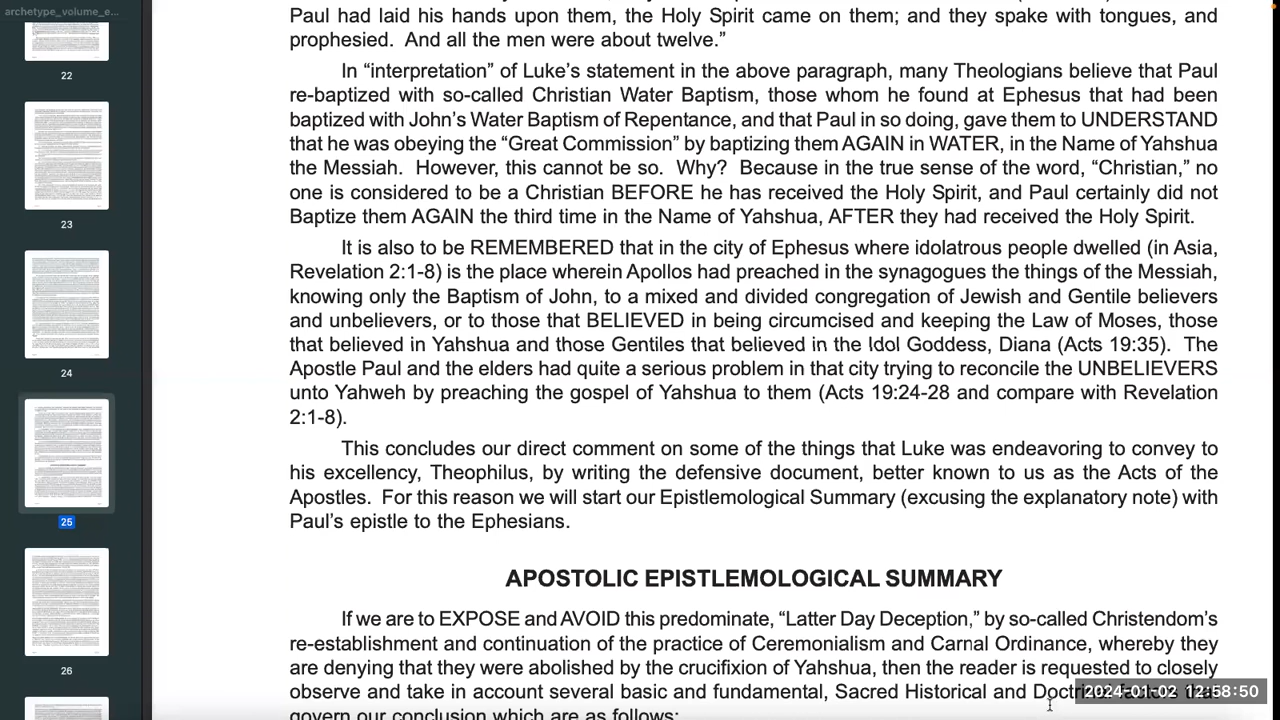 archetype_volume_e...
Paul had laid his hands upon them, the Holy Spirit came on them; and they spake with tongues, and
prophesied. And all the men were about twelve.”
22
In “interpretation” of Luke’s statement in the above paragraph, many Theologians believe that Paul
re-baptized with so-called Christian Water Baptism those whom he found at Ephesus that had been
baptized with John’s Water Baptism of Repentance, and that Paul in so doing gave them to UNDERSTAND
that he was obeying the “Great Commission” by baptizing them AGAIN IN WATER, in the Name of Yahshua
the Messiah. However, this cannot be so. Why? Because in the true sense of the word, “Christian,” no
one is considered to be a Christian BEFORE he has received the Holy Spirit, and Paul certainly did not
Baptize them AGAIN the third time in the Name of Yahshua, AFTER they had received the Holy Spirit.
23
It is also to be REMEMBERED that in the city of Ephesus where idolatrous people dwelled (in Asia,
Revelation 2:1-8) is the place wherein Apollos had preached in the synagogues the things of the Messiah,
knowing only the Baptism of John, to a mixed multitude or congregation of Jewish and Gentile believers
and unbelievers, or to those that BELIEVED in being circumcised and keeping the Law of Moses, those
that believed in Yahshua and those Gentiles that believed in the Idol Goddess, Diana (Acts 19:35). The
Apostle Paul and the elders had quite a serious problem in that city trying to reconcile the UNBELIEVERS
unto Yahweh by preaching the gospel of Yahshua to them (Acts 19:24-28 and compare with Revelation
2:1-8).
24
This concludes our direct comment on some of the things that Luke was endeavoring to convey to
his excellency, Theophilus, by writing the defensive document, better known to us as the Acts of the
Apostles. For this reason we will start our Epistemological Summary (excusing the explanatory note) with
Paul’s epistle to the Ephesians.
25
APOSTOLIC EPISTLEMOLOGICAL SUMMARY
If we are to EXPOSE and AVOID this predominate “Latter Day Deception,” by so-called Christendom’s
re-establishment or continuation of the practice of Water Baptism as a Carnal Ordinance, whereby they
are denying that they were abolished by the crucifixion of Yahshua, then the reader is requested to closely
observe and take in account several basic and fundamental, Sacred Historical and
26
2024-01-02 12:58:50